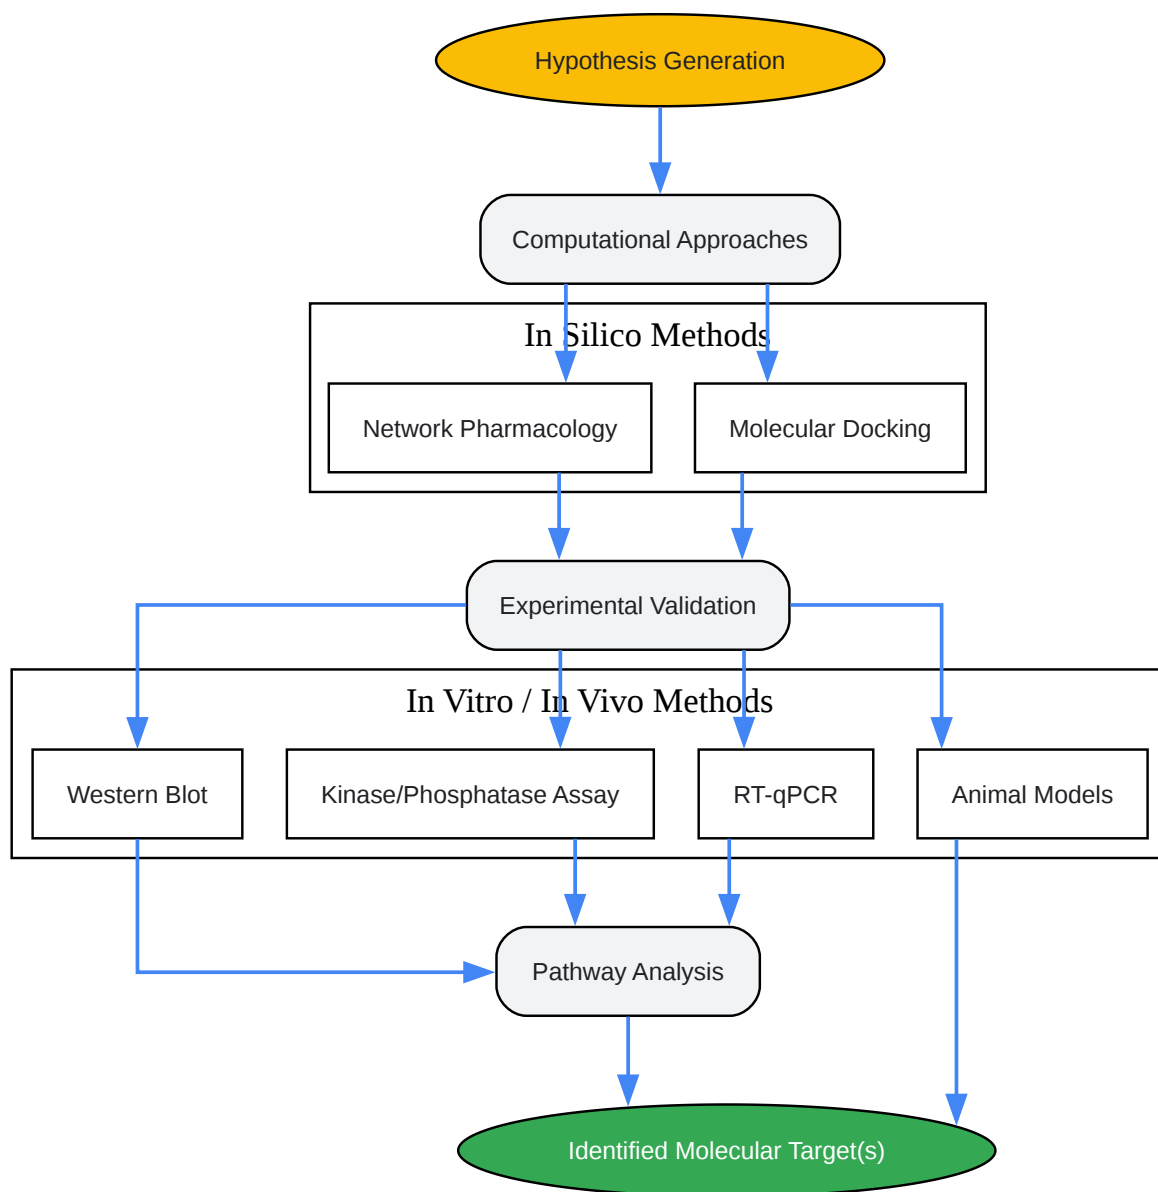 Hypothesis Generation
Computational Approaches
In Silico Methods
Network Pharmacology
Molecular Docking
Experimental Validation
In Vitro / In Vivo Methods
Western Blot
Kinase/Phosphatase Assay
RT-qPCR
Animal Models
Pathway Analysis
Identified Molecular Target(s)